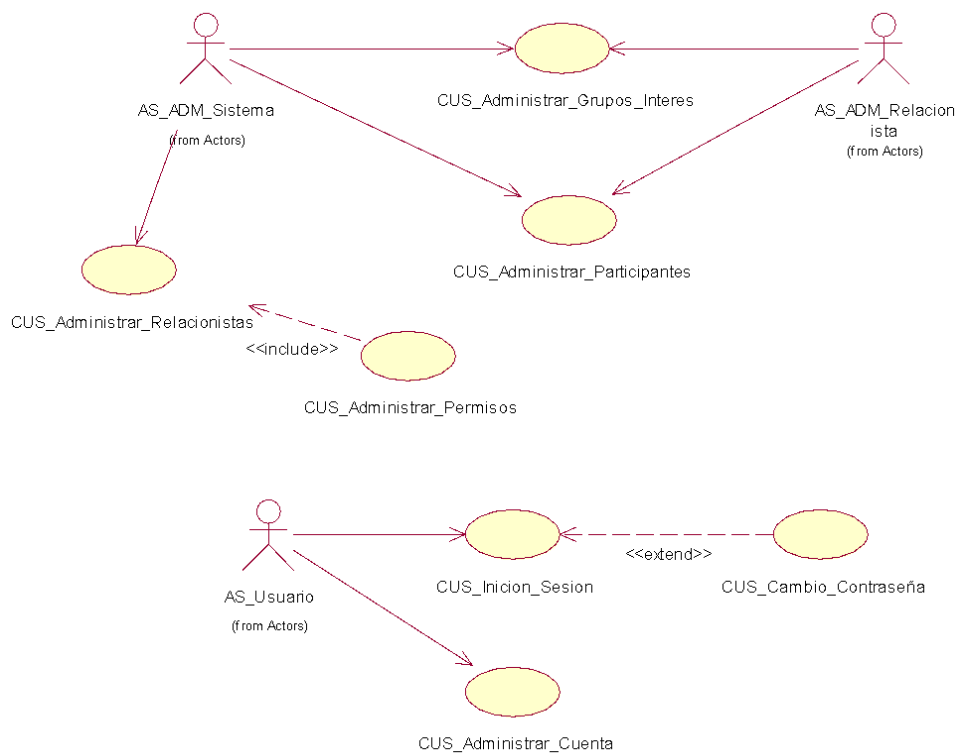 CUS_Administrar_Grupos_Interes
AS_ADM_Sistema
(from Actors)
AS_ADM_Relacion
ista
(from Actors)
CUS_Administrar_Participantes
CUS_Administrar_Relacionistas
<<include>>
CUS_Administrar_Permisos
<<extend>>
CUS_Inicion_Sesion
CUS_Cambio_Contraseña
AS_Usuario
(from Actors)
CUS_Administrar_Cuenta